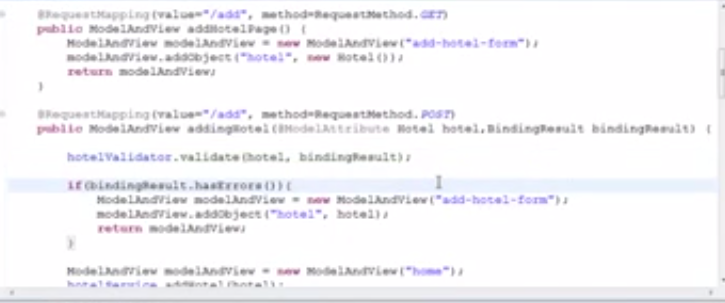 @RequestMapping(value="/add", method=RequestMethod.GET)
public ModelAndView addHotelPage() {
ModelAndView modelAndView = new ModelAndView("add-hotel-form");
modelAndView.addObject("hotel", new Hotel());
return modelAndView;
}
@RequestMapping(value="/add", method=RequestMethod.POST)
public ModelAndView addingHotel(@ModelAttribute Hotel hotel,BindingResult bindingResult) {
hotelValidator.validate(hotel, bindingResult);
if(bindingResult.hasErrors()){
ModelAndView modelAndView = new ModelAndView("add-hotel-form");
modelAndView.addObject("hotel", hotel);
return modelAndView;
}
ModelAndView modelAndView = new ModelAndView("home");
hotelService.addHotel(hotel);